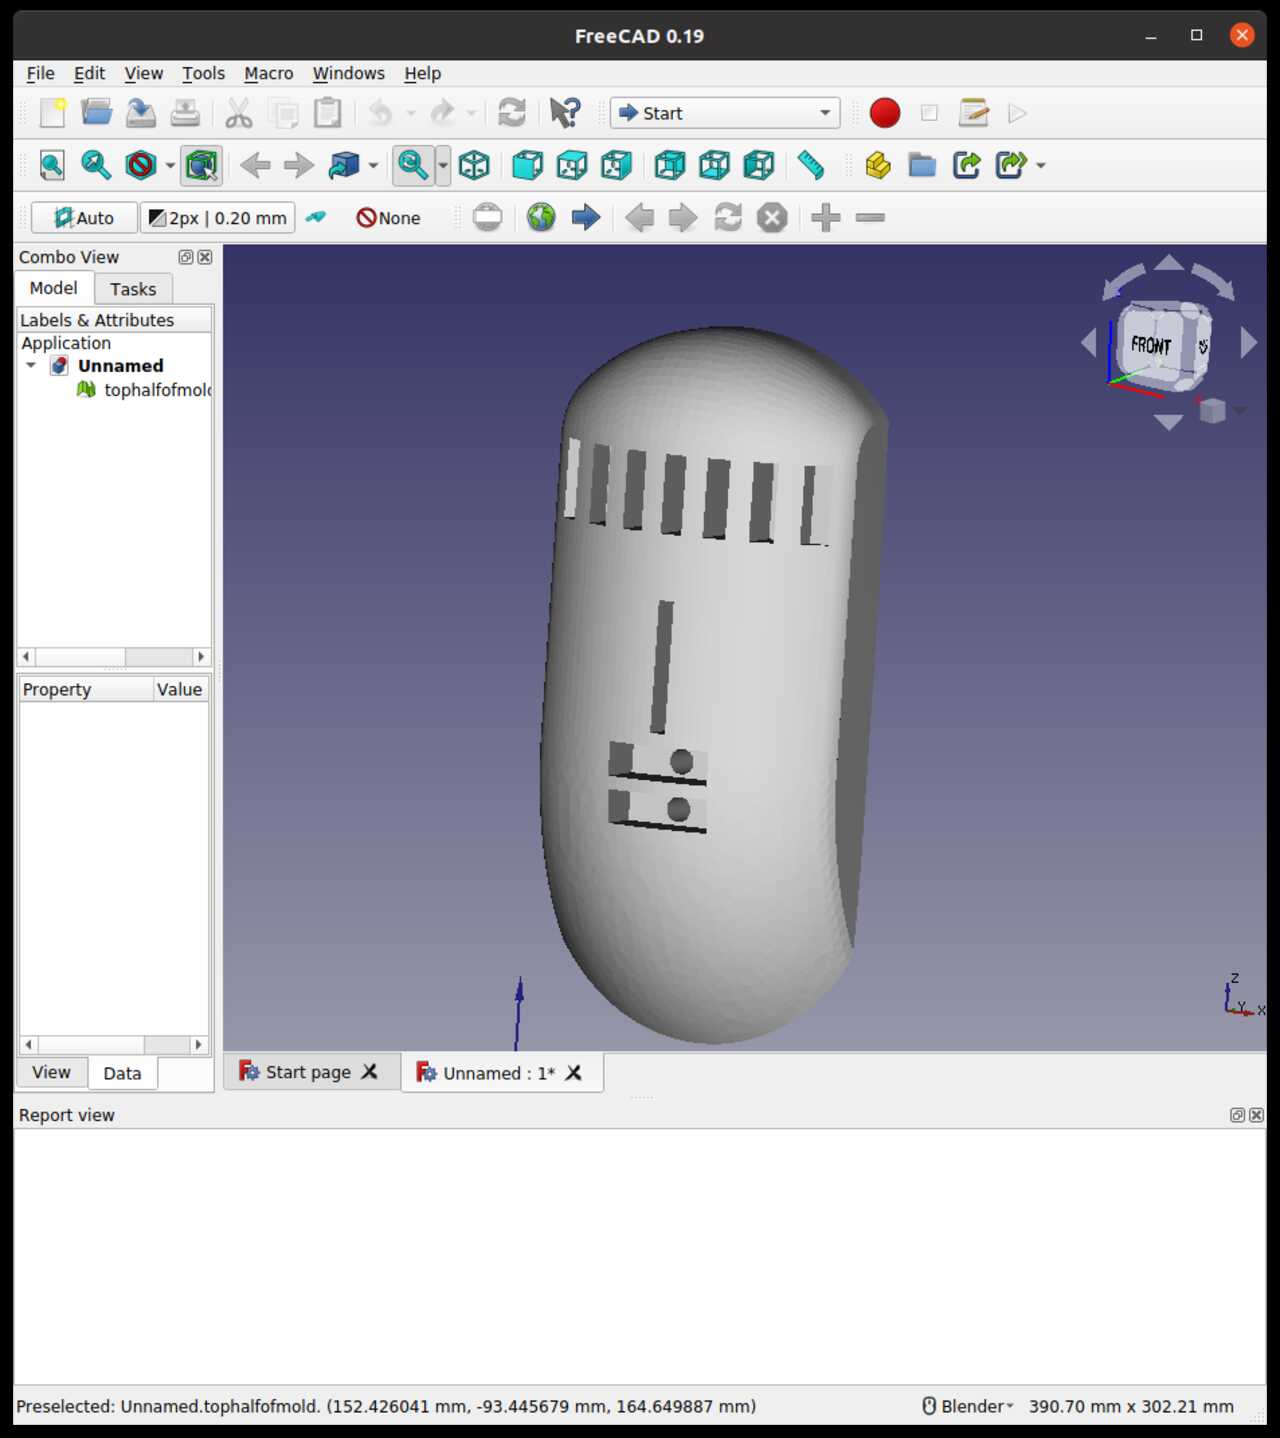 FreeCAD 0.19
File Edit View Tools Macro Windows Help
Start
Auto 2px | 0.20 mm None
Combo View
Model Tasks
Labels & Attributes
Application
Unnamed
tophalfofmol
FRONT
Property Value
Z
Y X
View Data
Start page Unnamed : 1*
Report view
Preselected: Unnamed.tophalfofmold. (152.426041 mm, -93.445679 mm, 164.649887 mm) Blender 390.70 mm x 302.21 mm